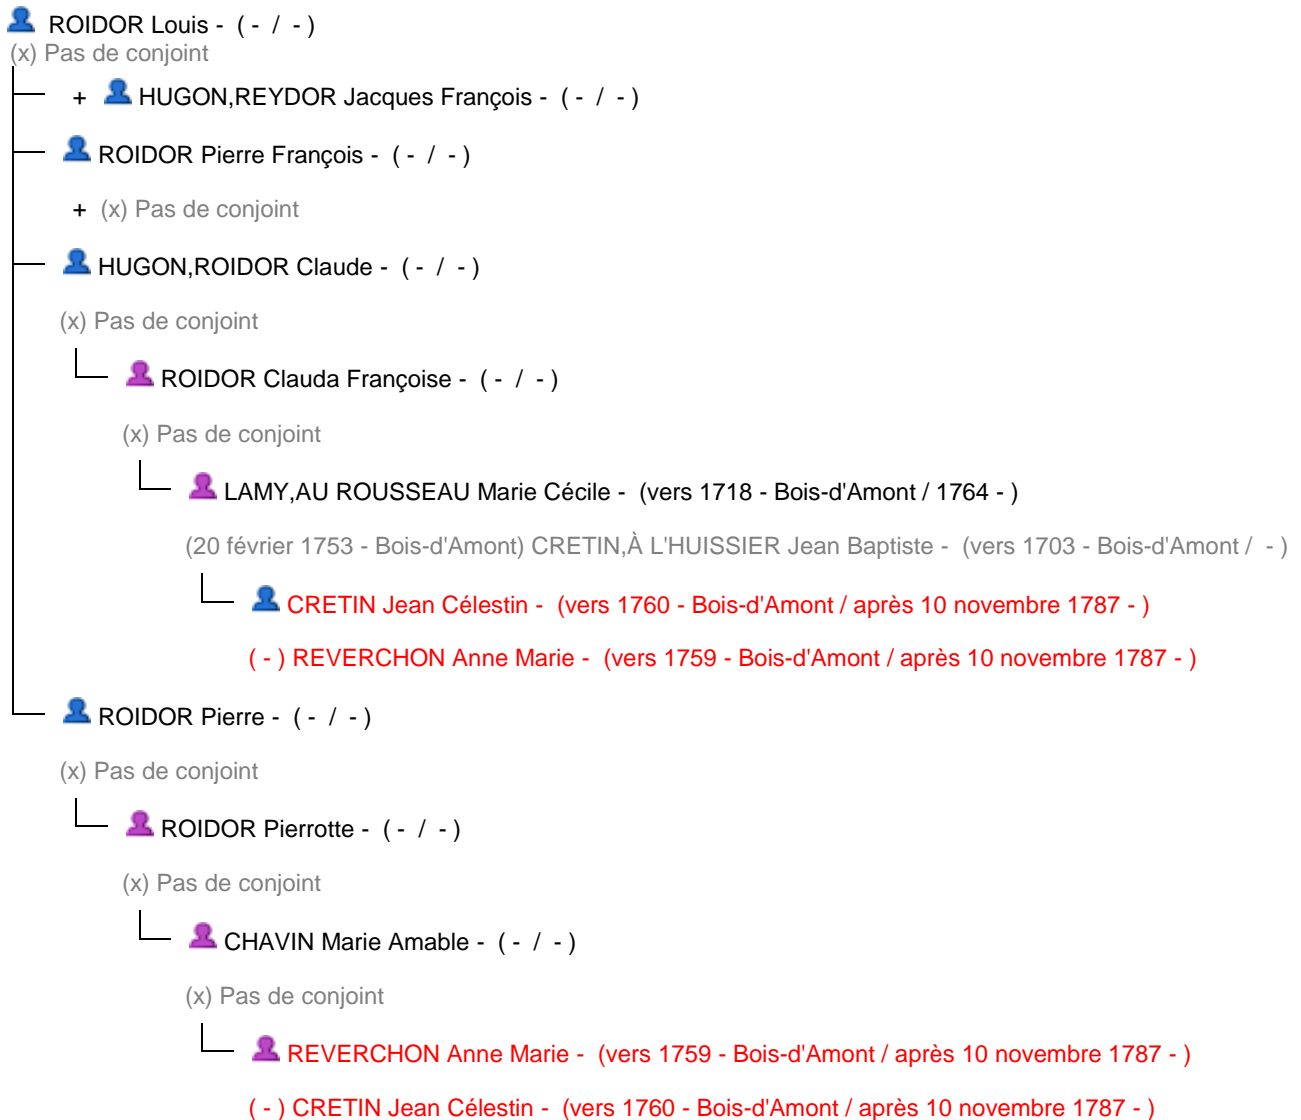 ROIDOR Louis - ( - / - )
(x) Pas de conjoint
+ HUGON,REYDOR Jacques François - ( - / - )
ROIDOR Pierre François - ( - / - )
+ (x) Pas de conjoint
HUGON,ROIDOR Claude - ( - / - )
(x) Pas de conjoint
ROIDOR Clauda Françoise - ( - / - )
(x) Pas de conjoint
LAMY,AU ROUSSEAU Marie Cécile - (vers 1718 - Bois-d'Amont / 1764 - )
(20 février 1753 - Bois-d'Amont) CRETIN,À L'HUISSIER Jean Baptiste - (vers 1703 - Bois-d'Amont / - )
CRETIN Jean Célestin - (vers 1760 - Bois-d'Amont / après 10 novembre 1787 - )
( - ) REVERCHON Anne Marie - (vers 1759 - Bois-d'Amont / après 10 novembre 1787 - )
ROIDOR Pierre - ( - / - )
(x) Pas de conjoint
ROIDOR Pierrotte - ( - / - )
(x) Pas de conjoint
CHAVIN Marie Amable - ( - / - )
(x) Pas de conjoint
REVERCHON Anne Marie - (vers 1759 - Bois-d'Amont / après 10 novembre 1787 - )
( - ) CRETIN Jean Célestin - (vers 1760 - Bois-d'Amont / après 10 novembre 1787 - )